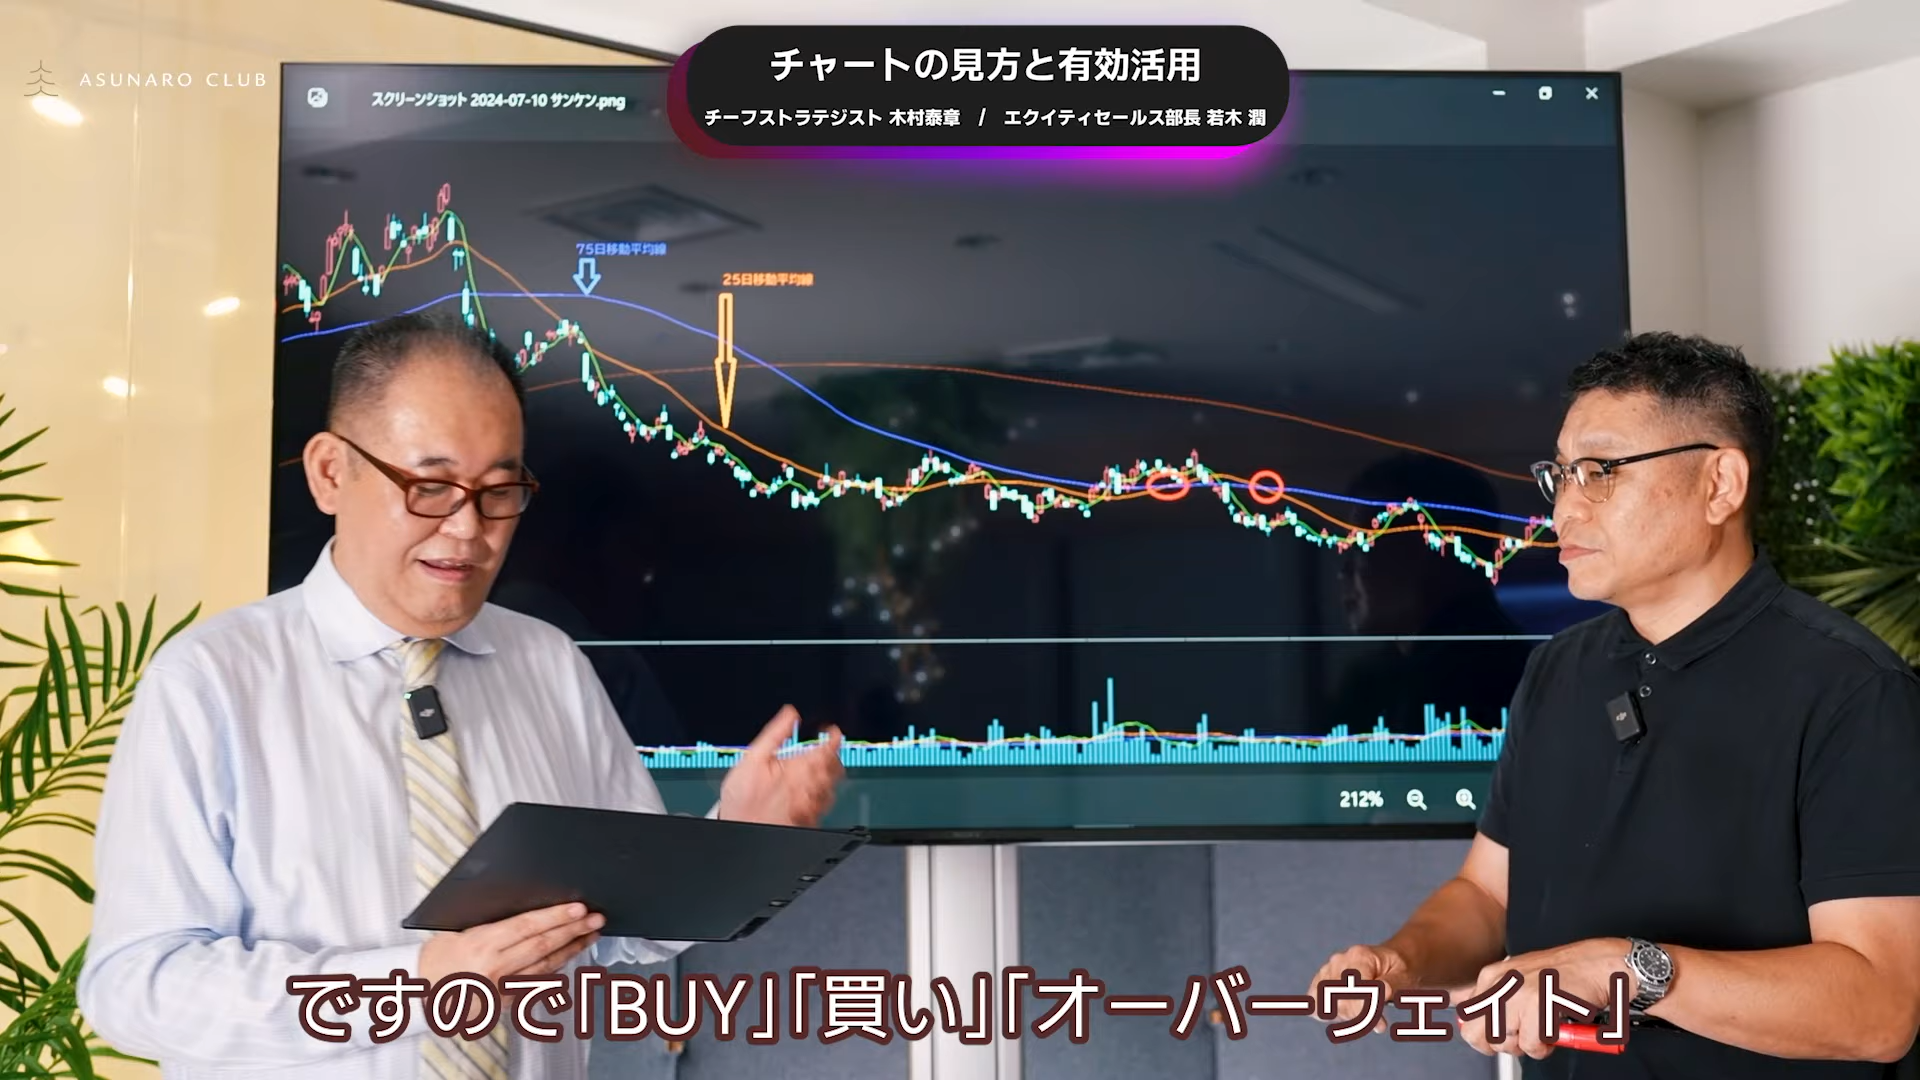 ASUNARO CLUB
チャートの見方と有効活用
チーフストラテジスト 木村泰章 / エクイティセールス部長 若木 潤
スクリーンショット 2024-07-10 サンケン.png
75日移動平均線
25日移動平均線
212%
ですので「BUY」「買い」「オーバーウェイト」